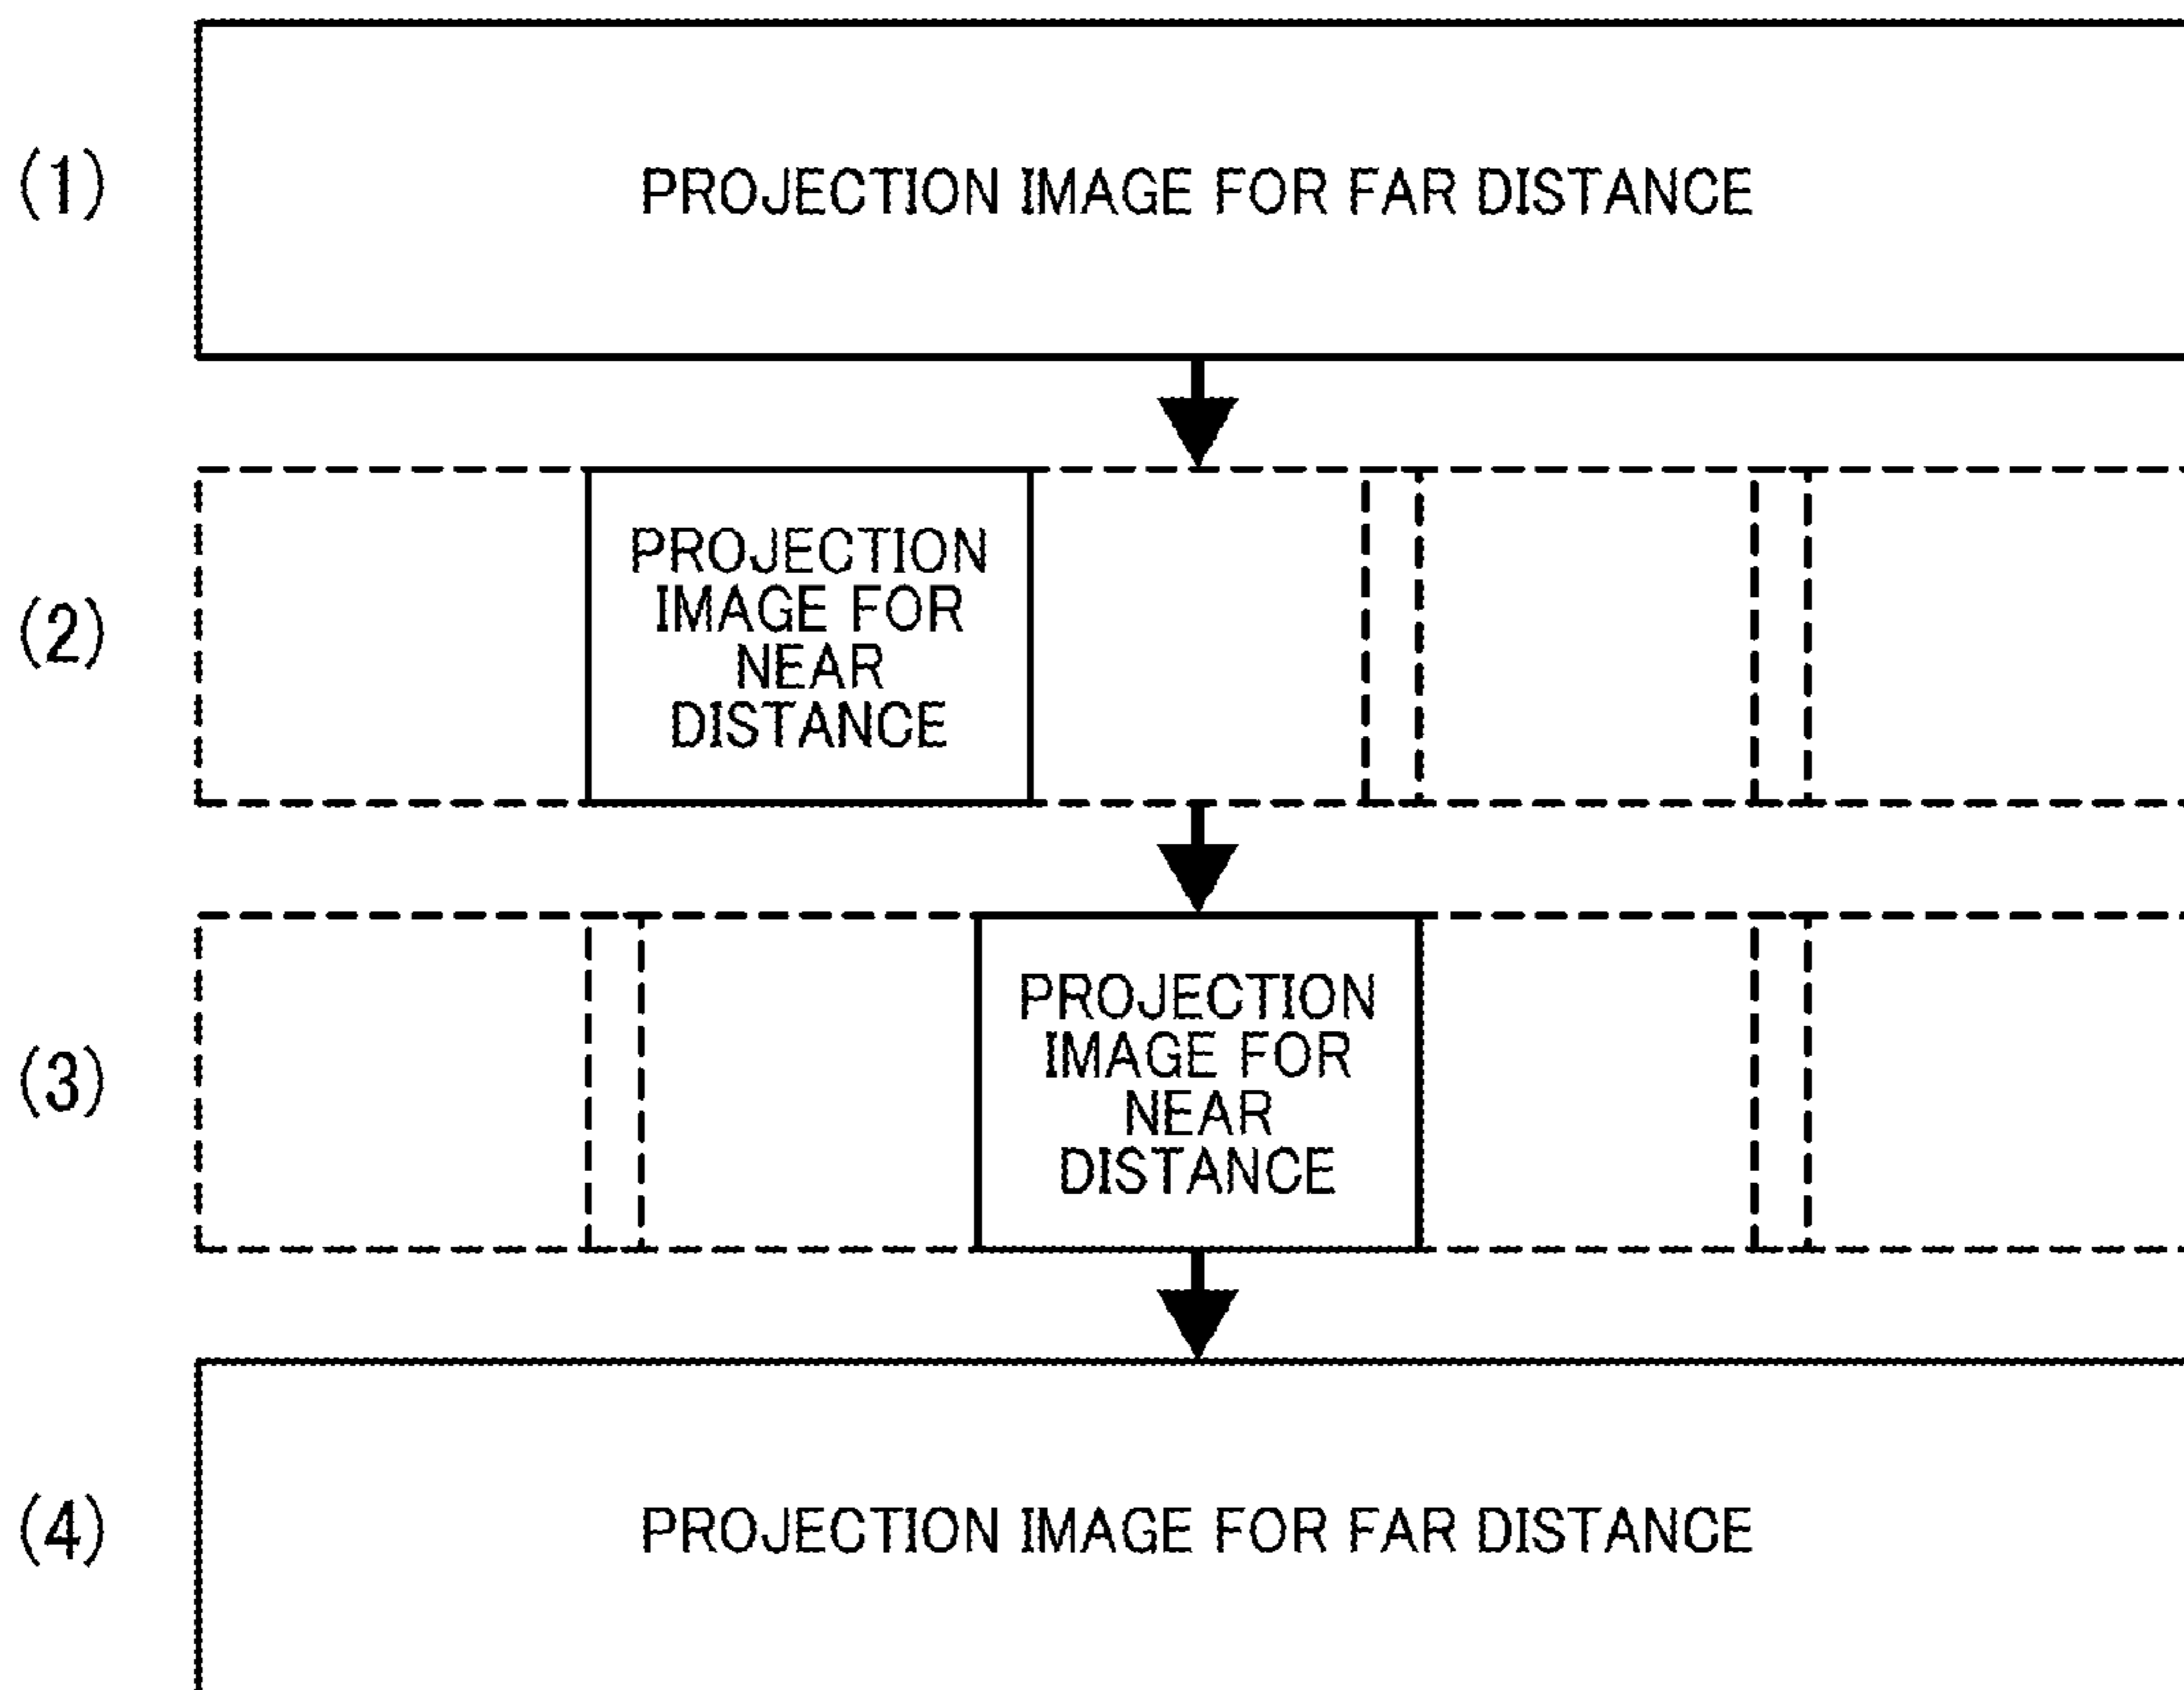 (1)
PROJECTION IMAGE FOR FAR DISTANCE
(2)
PROJECTION
IMAGE FOR
NEAR
DISTANCE
(3)
PROJECTION
IMAGE FOR
NEAR
DISTANCE
(4)
PROJECTION IMAGE FOR FAR DISTANCE